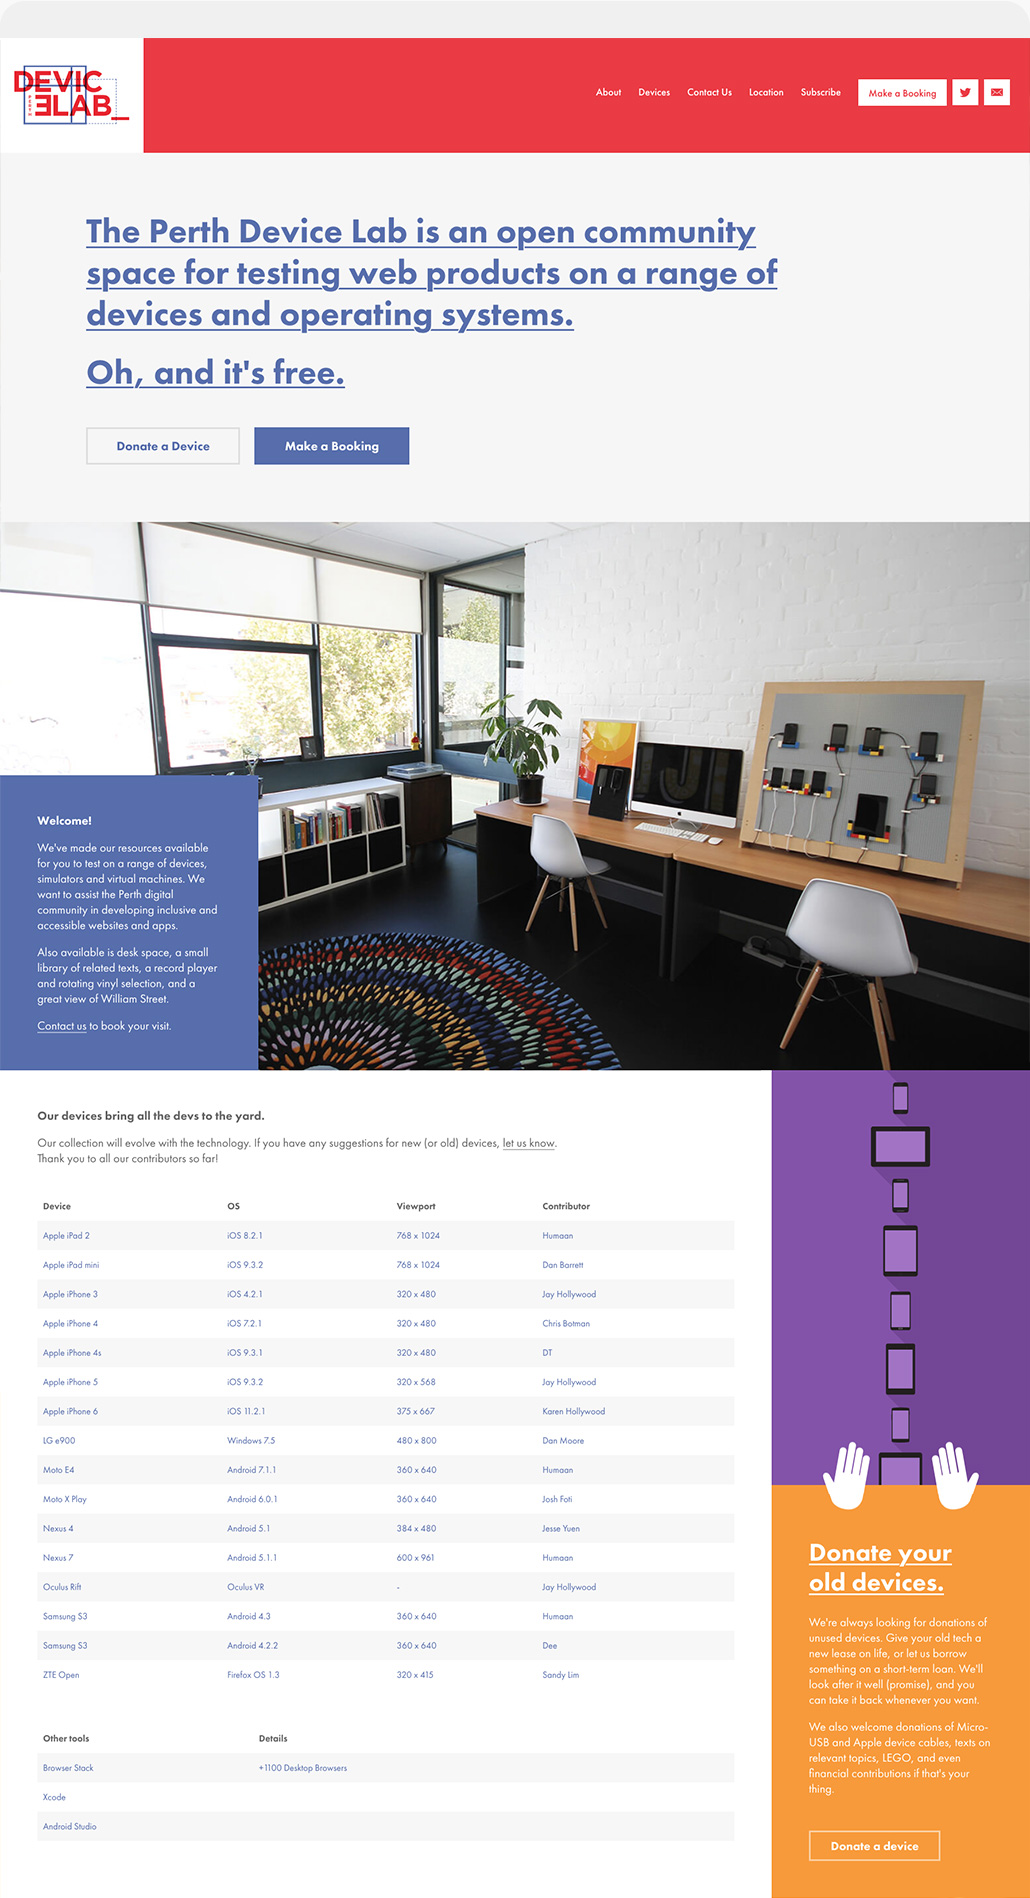 DEVIC
ELAB_
About Devices Contact Us Location Subscribe Make a Booking
The Perth Device Lab is an open community
space for testing web products on a range of
devices and operating systems.
Oh, and it's free.
Donate a Device Make a Booking
Welcome!
We've made our resources available
for you to test on a range of devices,
simulators and virtual machines. We
want to assist the Perth digital
community in developing inclusive and
accessible websites and apps.
Also available is desk space, a small
library of related texts, a record player
and rotating vinyl selection, and a
great view of William Street.
Contact us to book your visit.
Our devices bring all the devs to the yard.
Our collection will evolve with the technology. If you have any suggestions for new (or old) devices, let us know.
Thank you to all our contributors so far!
Device OS Viewport Contributor
Apple iPad 2 iOS 8.2.1 768 x 1024 Humaan
Apple iPad mini iOS 9.3.2 768 x 1024 Dan Barrett
Apple iPhone 3 iOS 4.2.1 320 x 480 Jay Hollywood
Apple iPhone 4 iOS 7.2.1 320 x 480 Chris Botman
Apple iPhone 4s iOS 9.3.1 320 x 480 DT
Apple iPhone 5 iOS 9.3.2 320 x 568 Jay Hollywood
Apple iPhone 6 iOS 11.2.1 375 x 667 Karen Hollywood
LG e900 Windows 7.5 480 x 800 Dan Moore
Moto E4 Android 7.1.1 360 x 640 Humaan
Moto X Play Android 6.0.1 360 x 640 Josh Foti
Nexus 4 Android 5.1 384 x 480 Jesse Yuen
Nexus 7 Android 5.1.1 600 x 961 Humaan
Oculus Rift Oculus VR - Jay Hollywood
Samsung S3 Android 4.3 360 x 640 Humaan
Samsung S3 Android 4.2.2 360 x 640 Dee
ZTE Open Firefox OS 1.3 320 x 415 Sandy Lim
Other tools Details
Browser Stack +1100 Desktop Browsers
Xcode
Android Studio
Donate your
old devices.
We're always looking for donations of
unused devices. Give your old tech a
new lease on life, or let us borrow
something on a short-term loan. We'll
look after it well (promise), and you
can take it back whenever you want.
We also welcome donations of Micro-
USB and Apple device cables, texts on
relevant topics, LEGO, and even
financial contributions if that's your
thing.
Donate a device